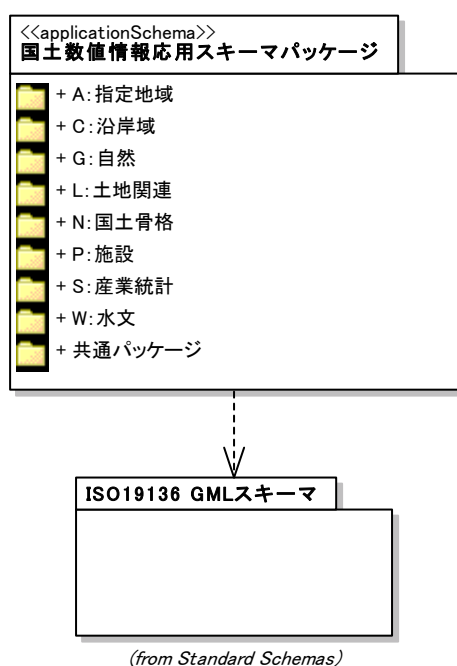 <<applicationSchema>>
国土数値情報応用スキーマパッケージ
+ A:指定地域
+ C:沿岸域
+ G:自然
+ L:土地関連
+ N:国土骨格
+ P:施設
+ S:産業統計
+ W:水文
+ 共通パッケージ
ISO19136 GMLスキーマ
(from Standard Schemas)